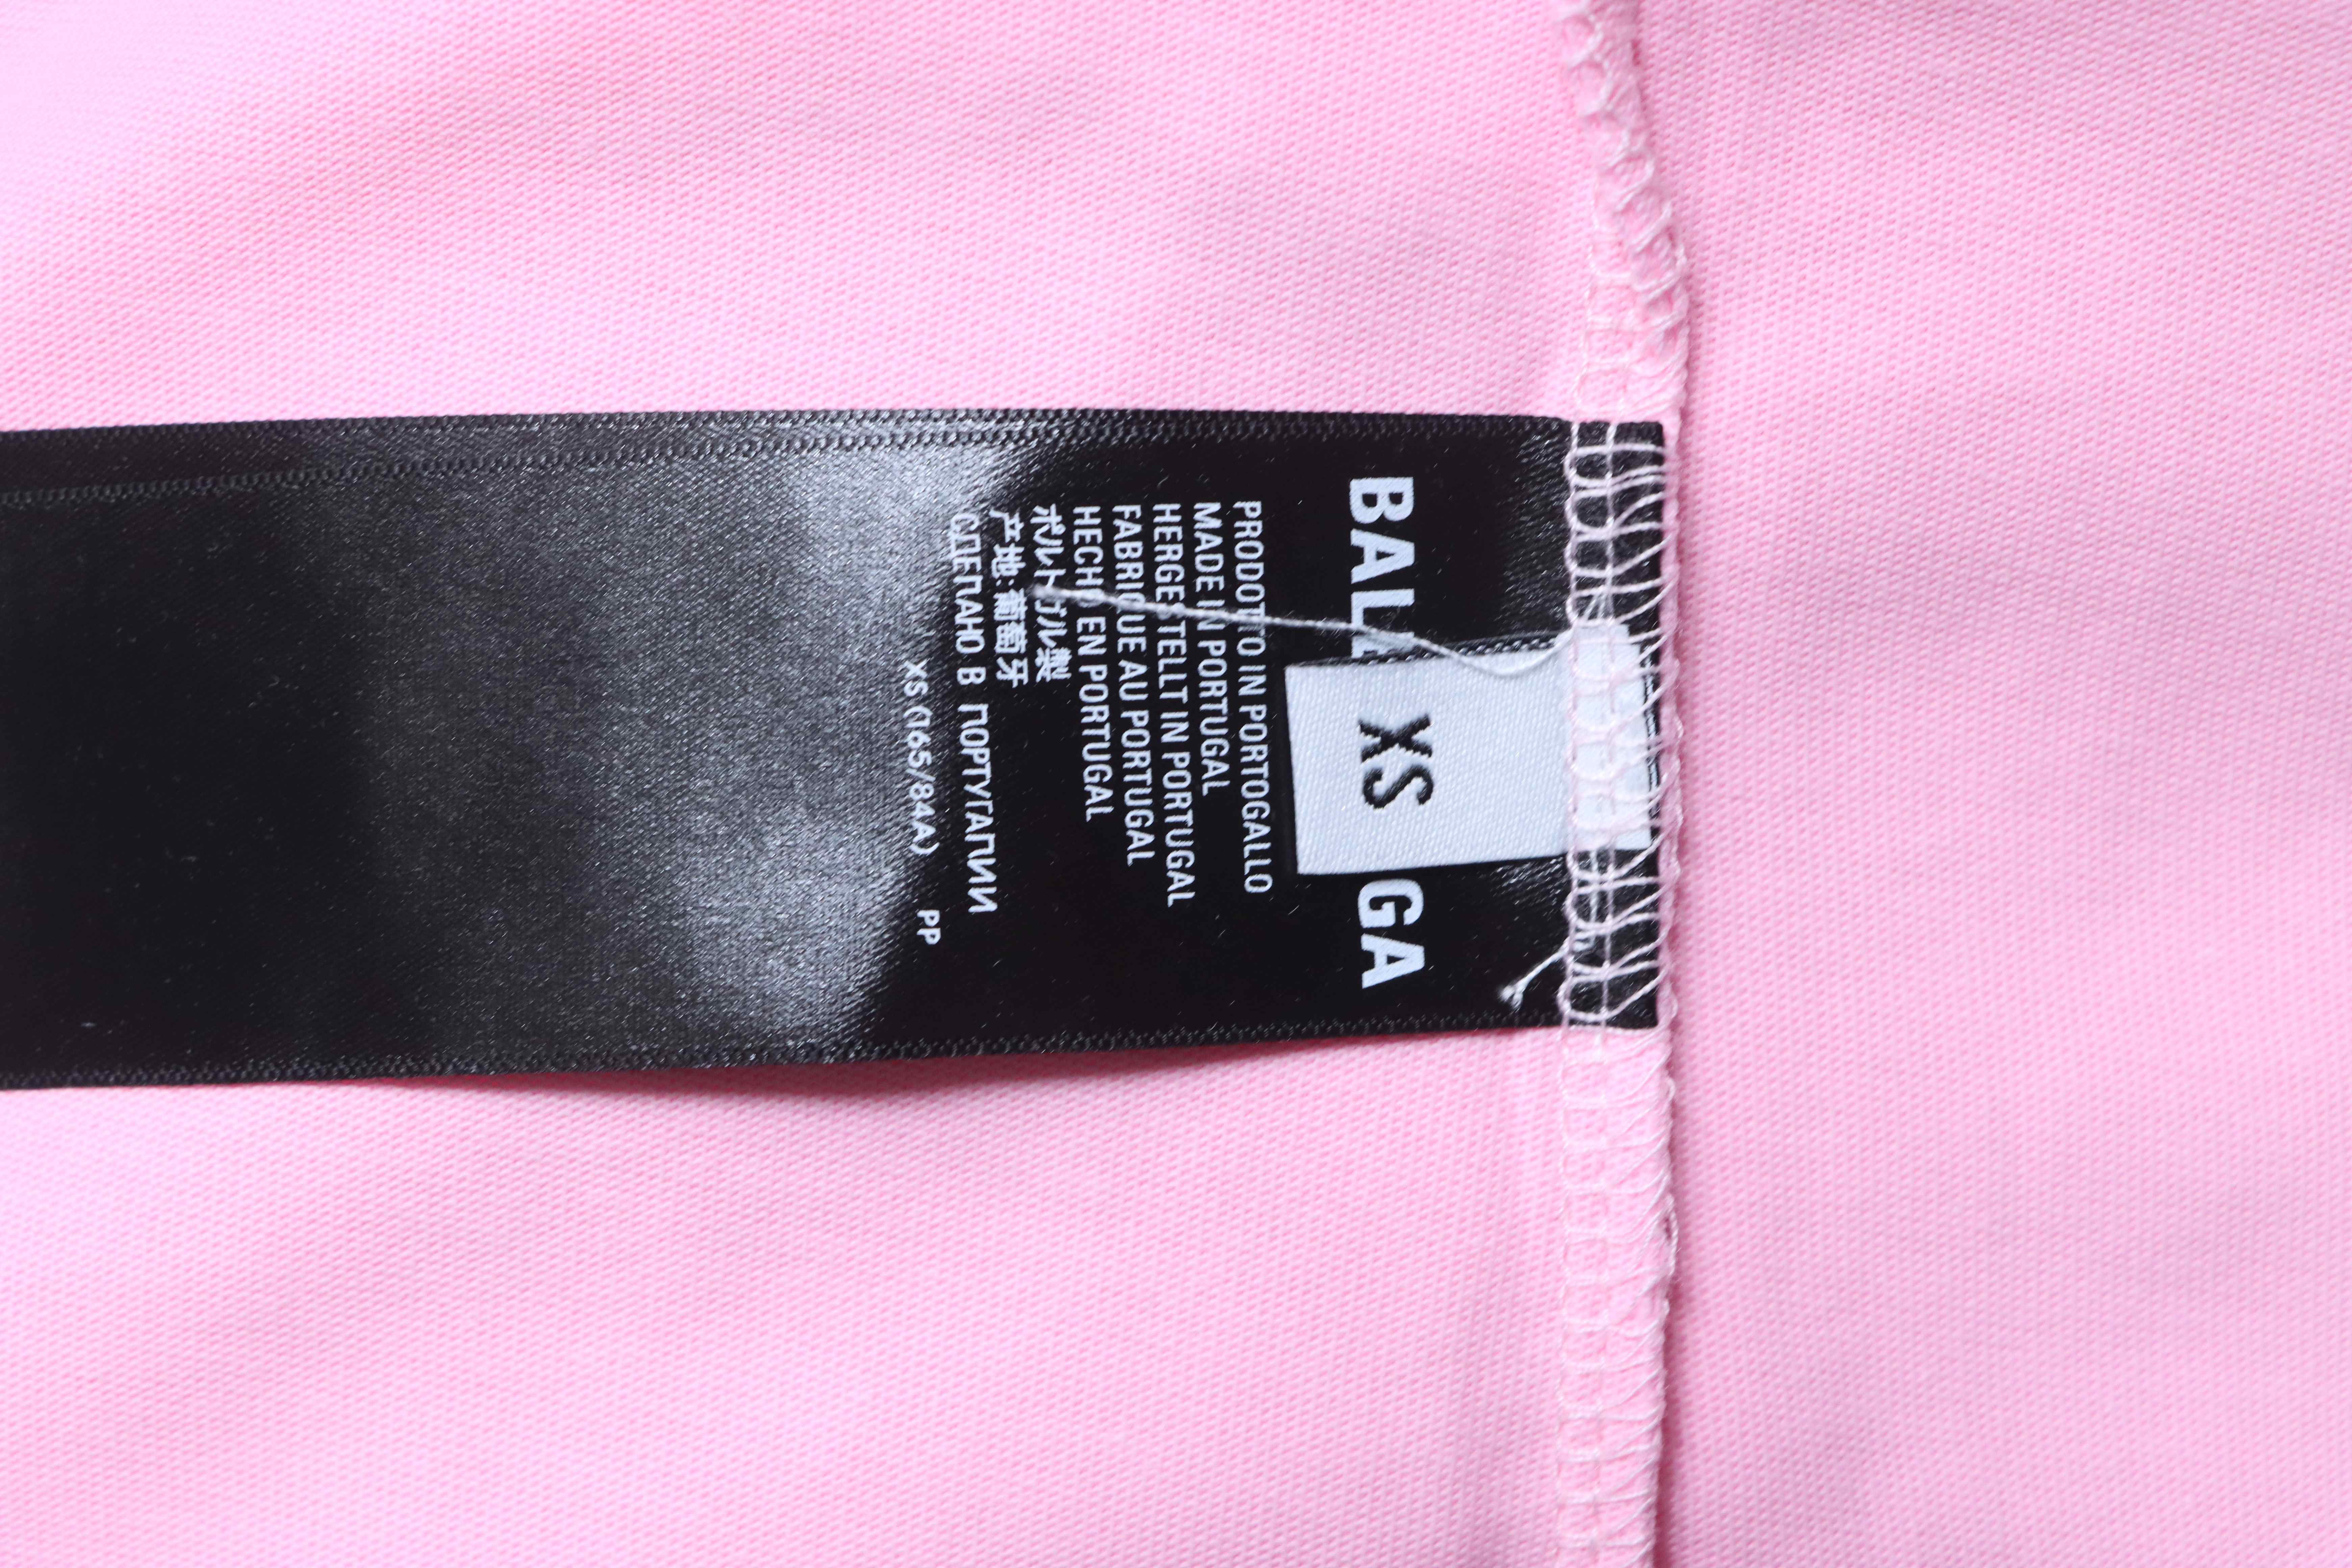 BAL GA
XS
PRODOTTO IN PORTOGALLO
MADE IN PORTUGAL
HERGESTELLT IN PORTUGAL
FABRIQUE AU PORTUGAL
HECHO EN PORTUGAL
ポルトガル製
产地:葡萄牙
СДЕЛАНО В ПОРТУГАЛИИ
XS (165/84A) PP